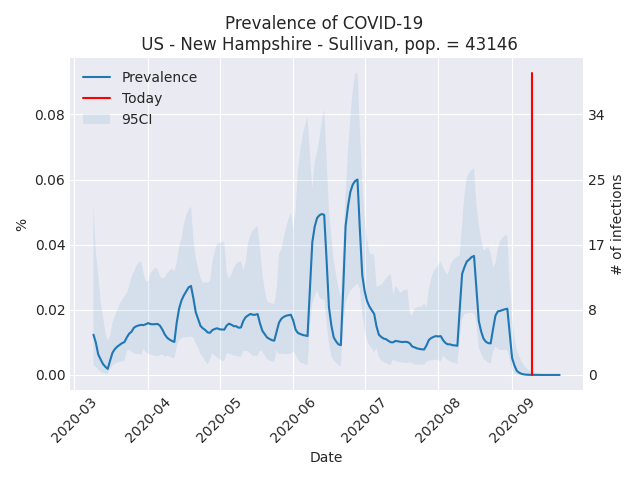 Prevalence of COVID-19
US - New Hampshire - Sullivan, pop. = 43146
Prevalence
Today
95CI
0.08
0.06
0.04
0.02
0.00
%
34
25
17
8
0
# of infections
2020-03
2020-04
2020-05
2020-06
2020-07
2020-08
2020-09
Date